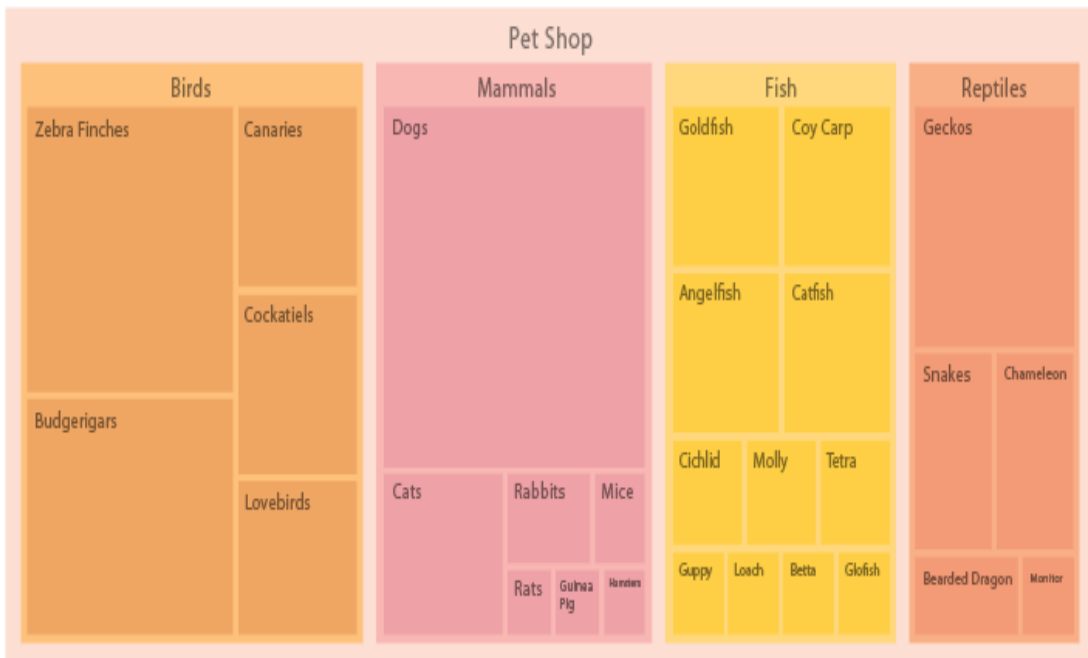 Pet Shop
Birds
Zebra Finches
Canaries
Cockatiels
Budgerigars
Lovebirds
Mammals
Dogs
Cats
Rabbits
Mice
Rats
Guinea
Pig
Hamsters
Fish
Goldfish
Coy Carp
Angelfish
Catfish
Cichlid
Molly
Tetra
Guppy
Loach
Betta
Glofish
Reptiles
Geckos
Snakes
Chameleon
Bearded Dragon
Monitor